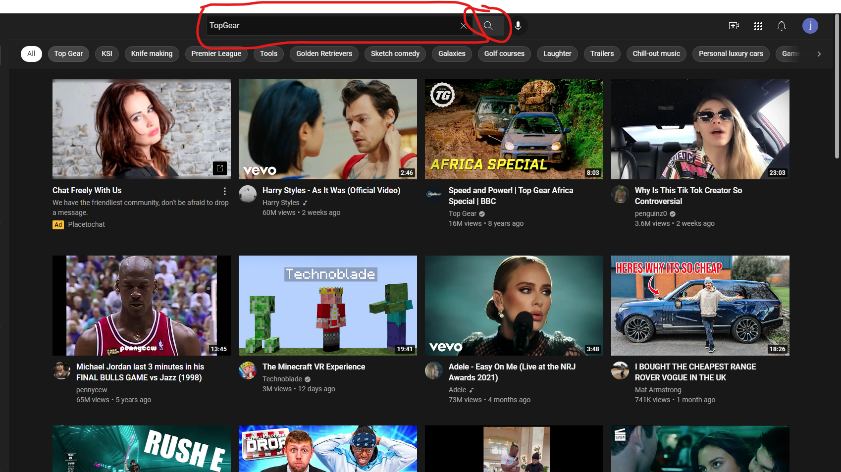 TopGear
j
All
Top Gear
KSI
Knife making
Premier League
Tools
Golden Retrievers
Sketch comedy
Galaxies
Golf courses
Laughter
Trailers
Chill-out music
Personal luxury cars
Gam
vevo
2:46
TG
AFRICA SPECIAL
8:03
23:03
Chat Freely With Us
We have the friendliest community, don't be afraid to drop
a message.
Ad Placetochat
Harry Styles - As It Was (Official Video)
Harry Styles
60M views • 2 weeks ago
Speed and Power! | Top Gear Africa
Special | BBC
Top Gear
16M views • 8 years ago
Why Is This Tik Tok Creator So
Controversial
penguinz0
3.6M views • 2 weeks ago
pennyccw
13:45
Technoblade
19:41
vevo
3:48
HERES WHY ITS SO CHEAP
18:26
Michael Jordan last 3 minutes in his
FINAL BULLS GAME vs Jazz (1998)
pennyccw
65M views • 5 years ago
The Minecraft VR Experience
Technoblade
3M views • 12 days ago
Adele - Easy On Me (Live at the NRJ
Awards 2021)
Adele
73M views • 4 months ago
I BOUGHT THE CHEAPEST RANGE
ROVER VOGUE IN THE UK
Mat Armstrong
741K views • 1 month ago
RUSH E
DROP